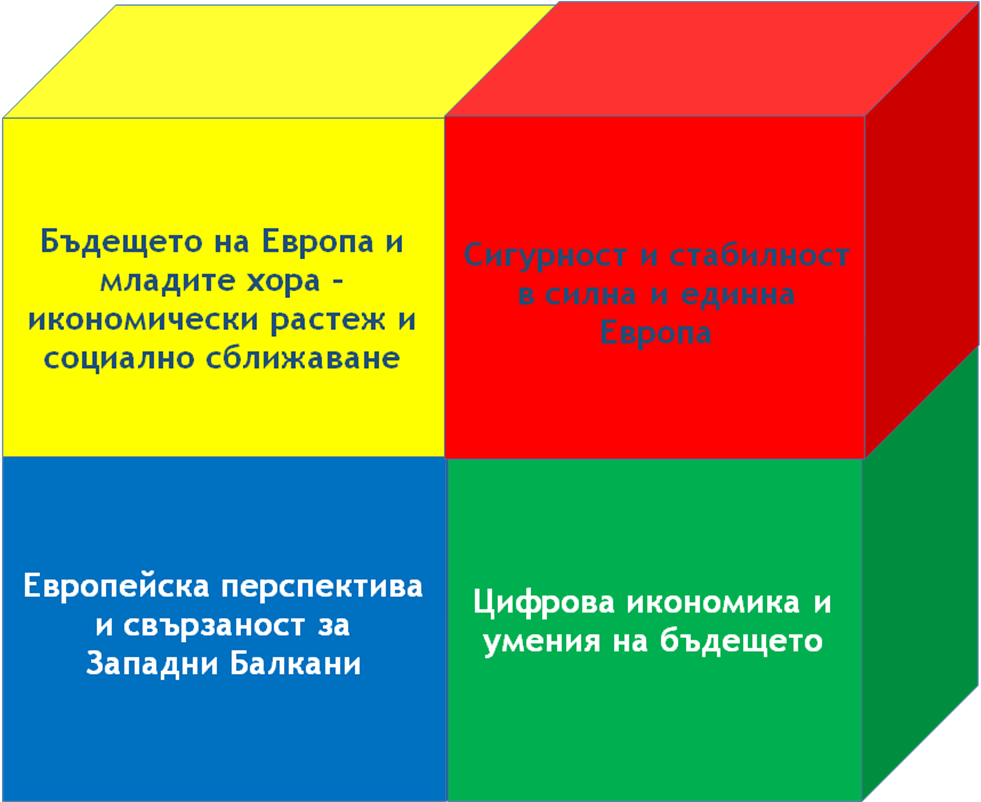 Бъдещето на Европа и
младите хора -
икономически растеж и
социално сближаване
Сигурност и стабилност
в силна и единна
Европа
Европейска перспектива
и свързаност за
Западни Балкани
Цифрова икономика и
умения на бъдещето